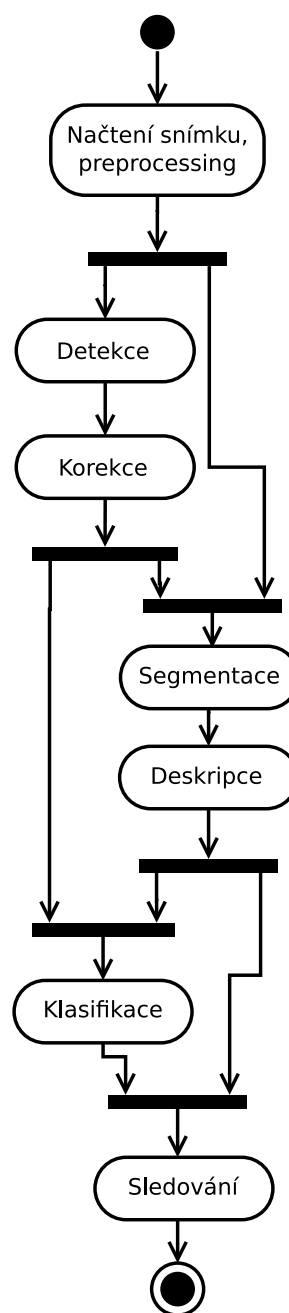 Načtení snímku,
preprocessing
Detekce
Korekce
Segmentace
Deskripce
Klasifikace
Sledování